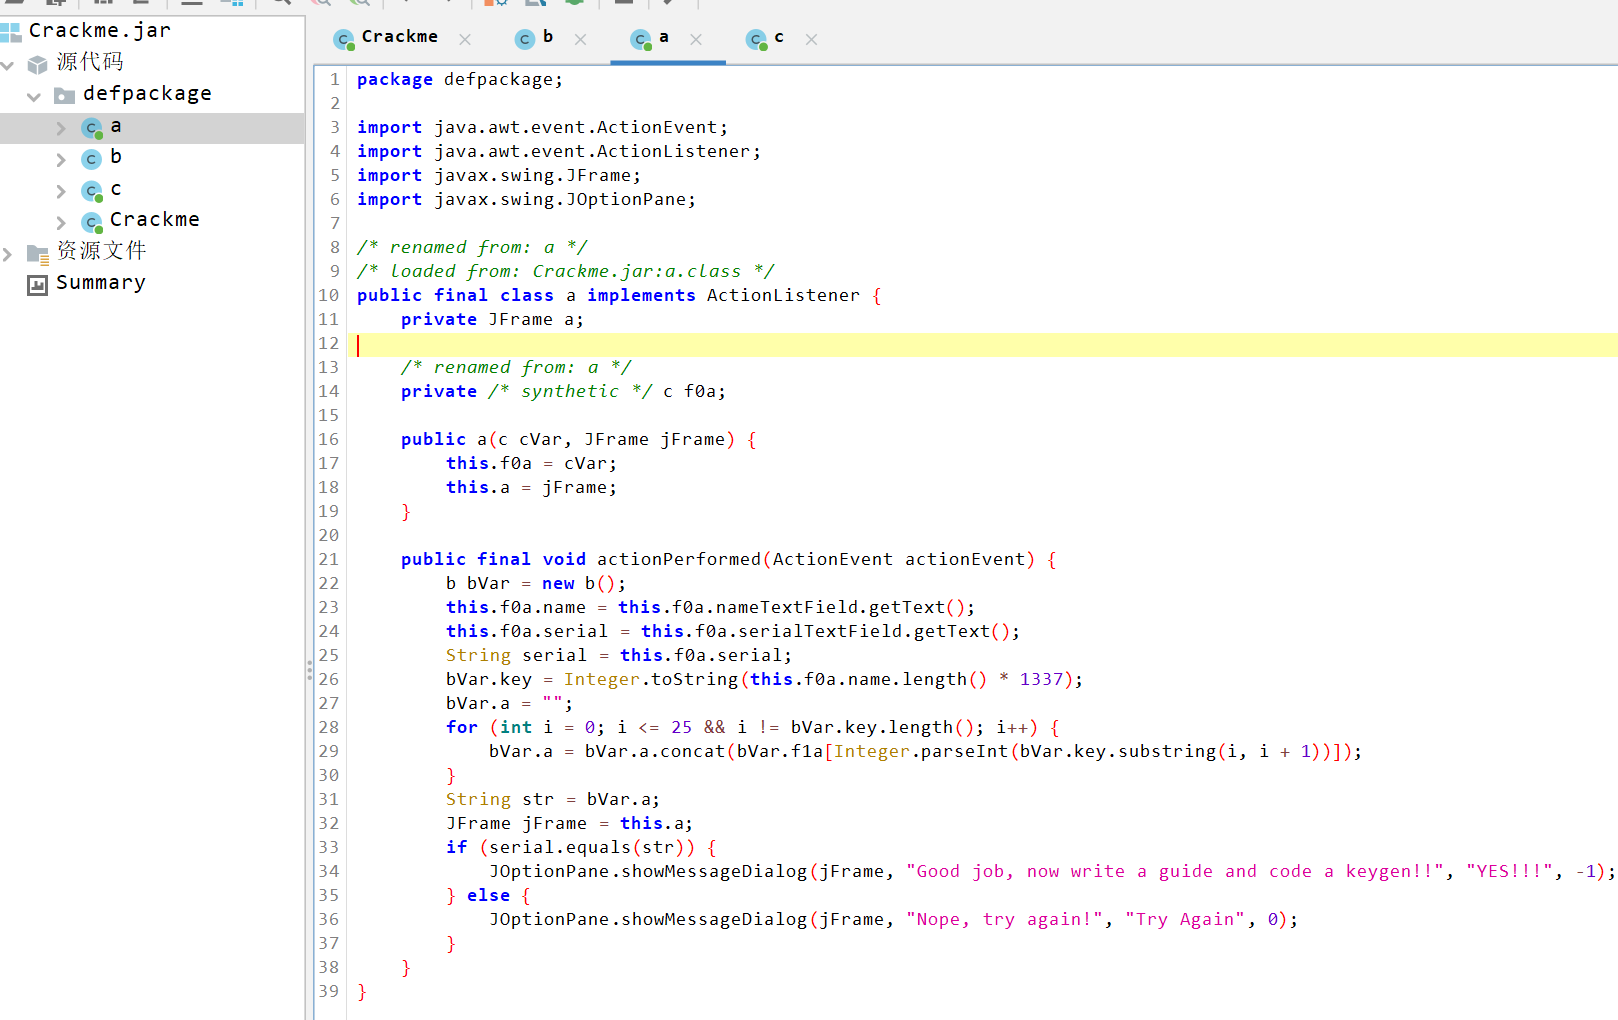 Crackme.jar
源代码
defpackage
a
b
c
Crackme
资源文件
Summary
Crackme b a c
1 package defpackage;
2
3 import java.awt.event.ActionEvent;
4 import java.awt.event.ActionListener;
5 import javax.swing.JFrame;
6 import javax.swing.JOptionPane;
7
8 /* renamed from: a */
9 /* loaded from: Crackme.jar:a.class */
10 public final class a implements ActionListener {
11     private JFrame a;
12
13     /* renamed from: a */
14     private /* synthetic */ c f0a;
15
16     public a(c cVar, JFrame jFrame) {
17         this.f0a = cVar;
18         this.a = jFrame;
19     }
20
21     public final void actionPerformed(ActionEvent actionEvent) {
22         b bVar = new b();
23         this.f0a.name = this.f0a.nameTextField.getText();
24         this.f0a.serial = this.f0a.serialTextField.getText();
25         String serial = this.f0a.serial;
26         bVar.key = Integer.toString(this.f0a.name.length() * 1337);
27         bVar.a = "";
28         for (int i = 0; i <= 25 && i != bVar.key.length(); i++) {
29             bVar.a = bVar.a.concat(bVar.f1a[Integer.parseInt(bVar.key.substring(i, i + 1))]);
30         }
31         String str = bVar.a;
32         JFrame jFrame = this.a;
33         if (serial.equals(str)) {
34             JOptionPane.showMessageDialog(jFrame, "Good job, now write a guide and code a keygen!!", "YES!!!", -1);
35         } else {
36             JOptionPane.showMessageDialog(jFrame, "Nope, try again!", "Try Again", 0);
37         }
38     }
39 }